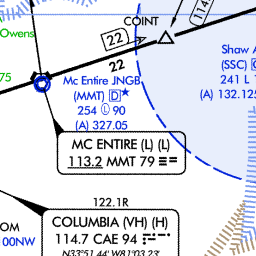 COINT
114
Owens
22
Shaw A
(SSC)
241 L
(A) 132.125
75
22
Mc Entire JNGB
(MMT) D★
254 Ⓛ 90
(A) 327.05
MC ENTIRE (L) (L)
113.2 MMT 79
122.1R
COLUMBIA (VH) (H)
114.7 CAE 94
N33°51.44' W81°03.23'
OM
00NW